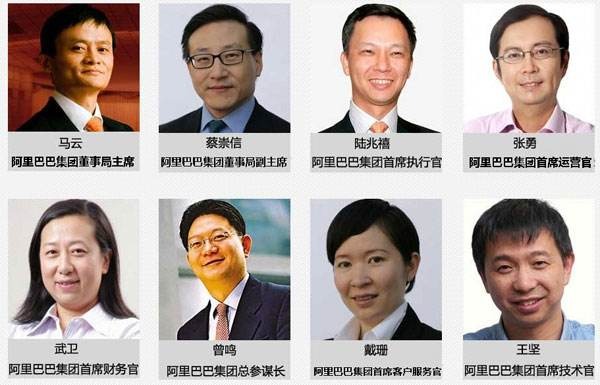 马云
阿里巴巴集团董事局主席
蔡崇信
阿里巴巴集团董事局副主席
陆兆禧
阿里巴巴集团首席执行官
张勇
阿里巴巴集团首席运营官
武卫
阿里巴巴集团首席财务官
曾鸣
阿里巴巴集团总参谋长
戴珊
阿里巴巴集团首席客户服务官
王坚
阿里巴巴集团首席技术官